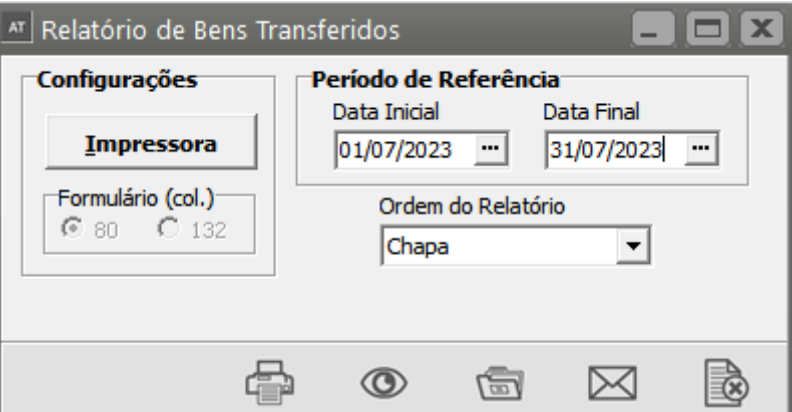 AT Relatório de Bens Transferidos
Configurações
Impressora
Formulário (col.)
80 132
Período de Referência
Data Inicial Data Final
01/07/2023 ... 31/07/2023 ...
Ordem do Relatório
Chapa